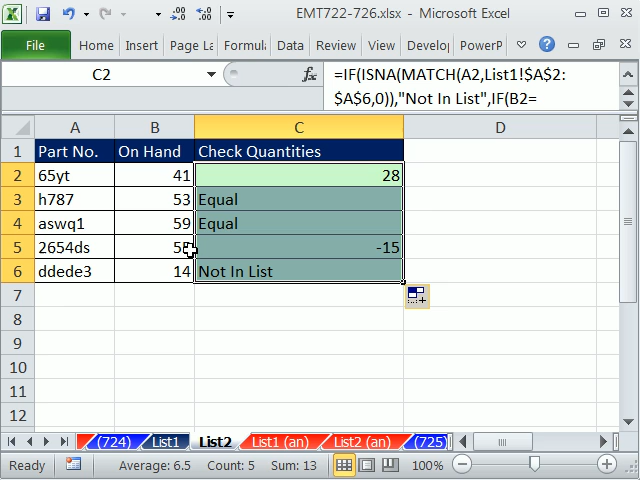 EMT722-726.xlsx - Microsoft Excel
File Home Insert Page La Formula Data Review View Develo PowerP
C2 fx =IF(ISNA(MATCH(A2,List1!$A$2:
$A$6,0)),"Not In List",IF(B2=
A B C D
1 Part No. On Hand Check Quantities
2 65yt 41 28
3 h787 53 Equal
4 aswq1 59 Equal
5 2654ds -15
6 ddede3 14 Not In List
7
8
9
10
11
12
(724) List1 List2 List1 (an) List2 (an) (725)
Ready Average: 6.5 Count: 5 Sum: 13 100%